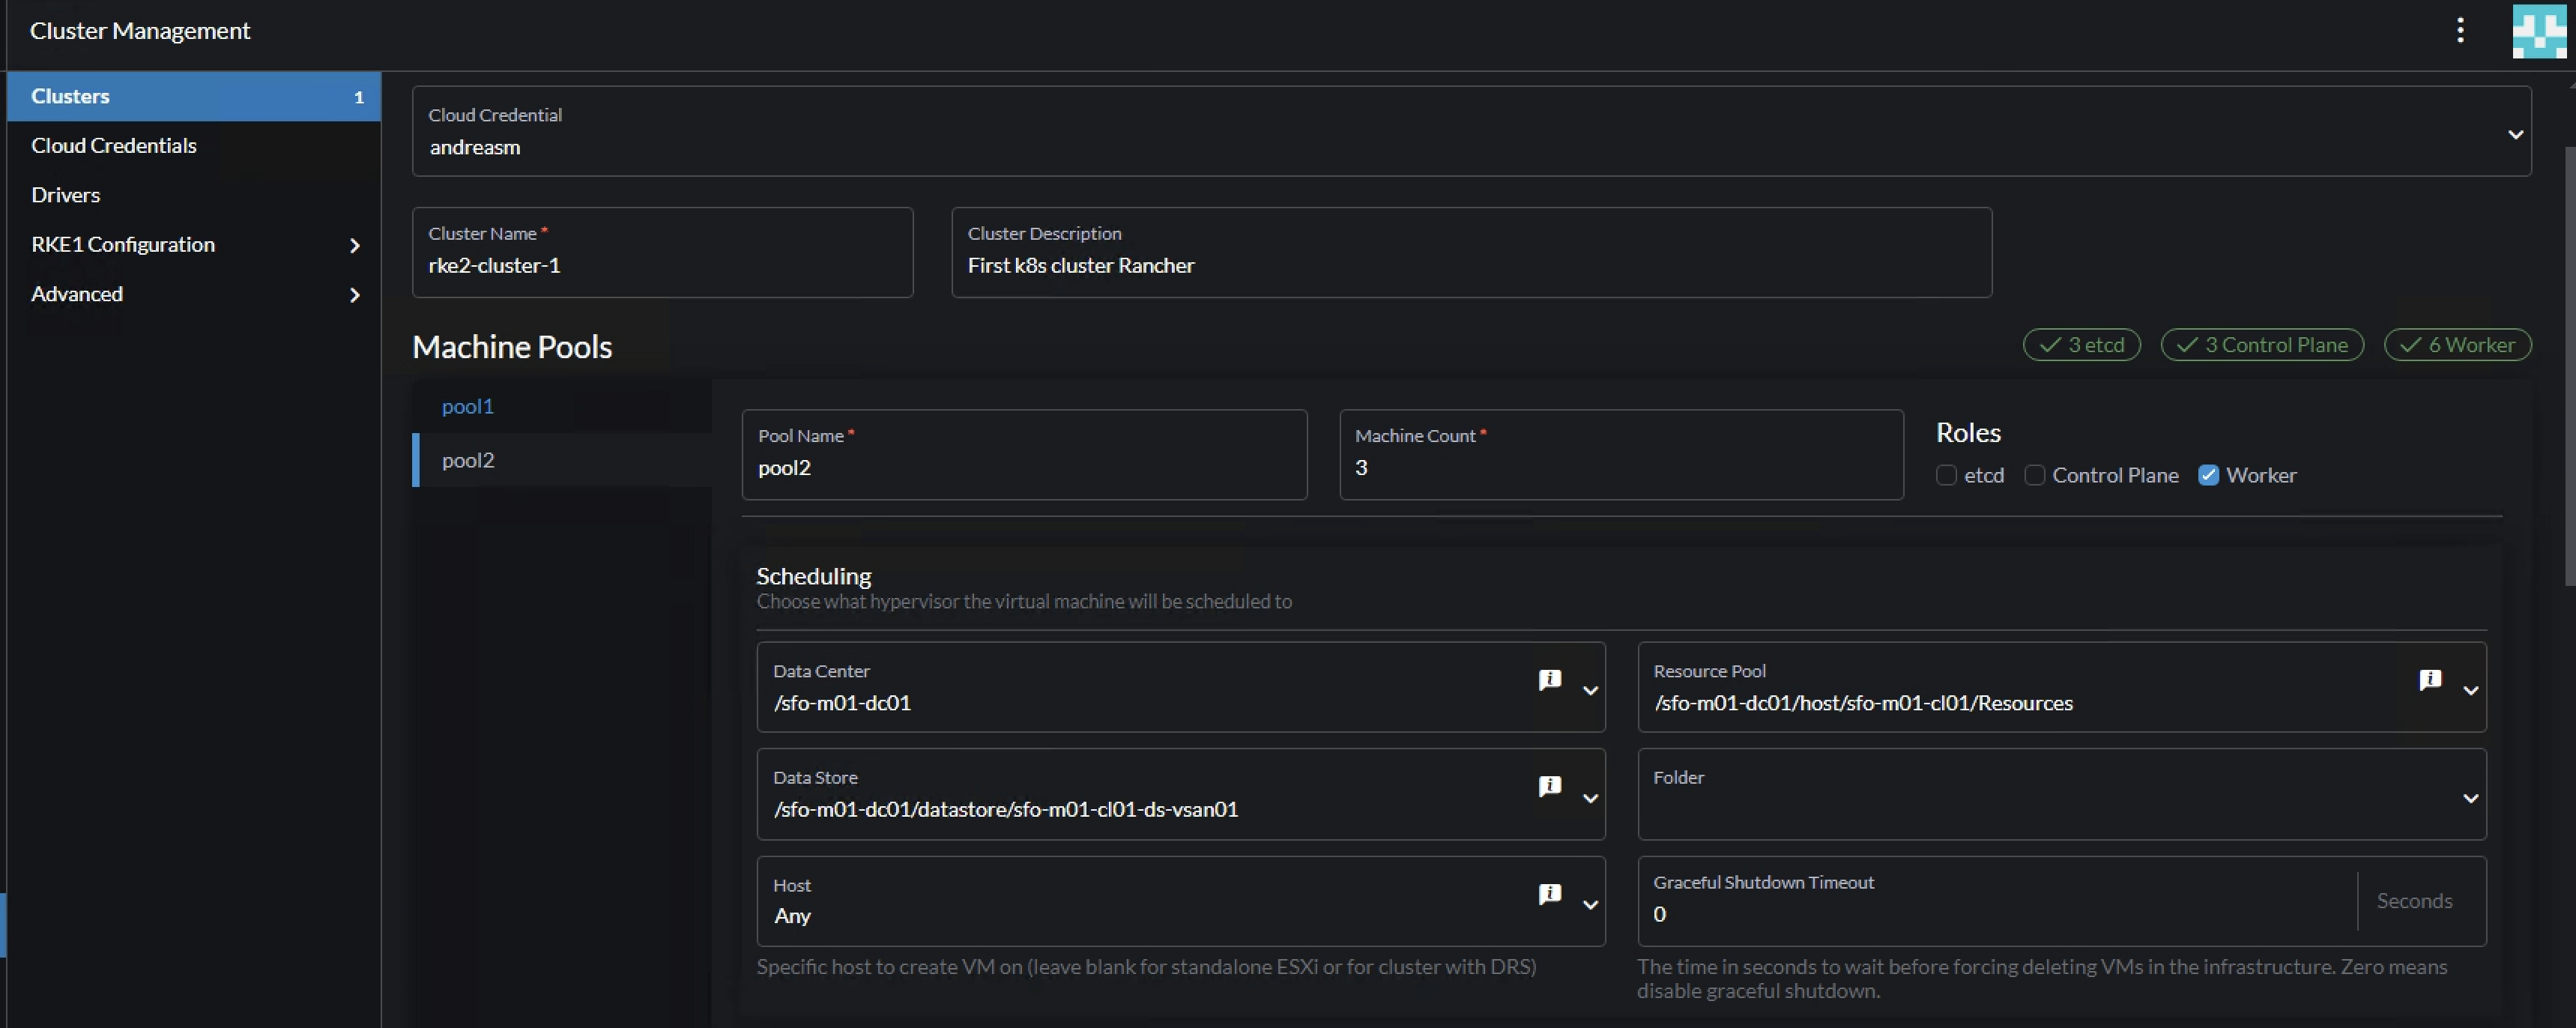 Cluster Management
Clusters 1
Cloud Credentials
Drivers
RKE1 Configuration
Advanced
Cloud Credential
andreasm
Cluster Name *
rke2-cluster-1
Cluster Description
First k8s cluster Rancher
Machine Pools
3 etcd
3 Control Plane
6 Worker
pool1
pool2
Pool Name *
pool2
Machine Count *
3
Roles
etcd
Control Plane
Worker
Scheduling
Choose what hypervisor the virtual machine will be scheduled to
Data Center
/sfo-m01-dc01
Resource Pool
/sfo-m01-dc01/host/sfo-m01-cl01/Resources
Data Store
/sfo-m01-dc01/datastore/sfo-m01-cl01-ds-vsan01
Folder
Host
Any
Specific host to create VM on (leave blank for standalone ESXi or for cluster with DRS)
Graceful Shutdown Timeout
0
Seconds
The time in seconds to wait before forcing deleting VMs in the infrastructure. Zero means
disable graceful shutdown.